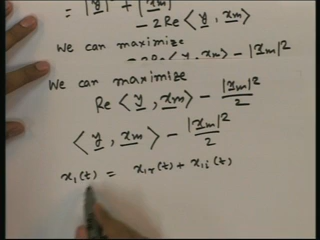 = |y|² + |xm|²
- 2Re < y , xm >
We can maximize
2Re < y , xm > - |xm|²
We can maximize
Re < y , xm > - |xm|²/2
< y , xm > - |xm|²/2
x₁(t) = x₁r(t) + x₁i(t)